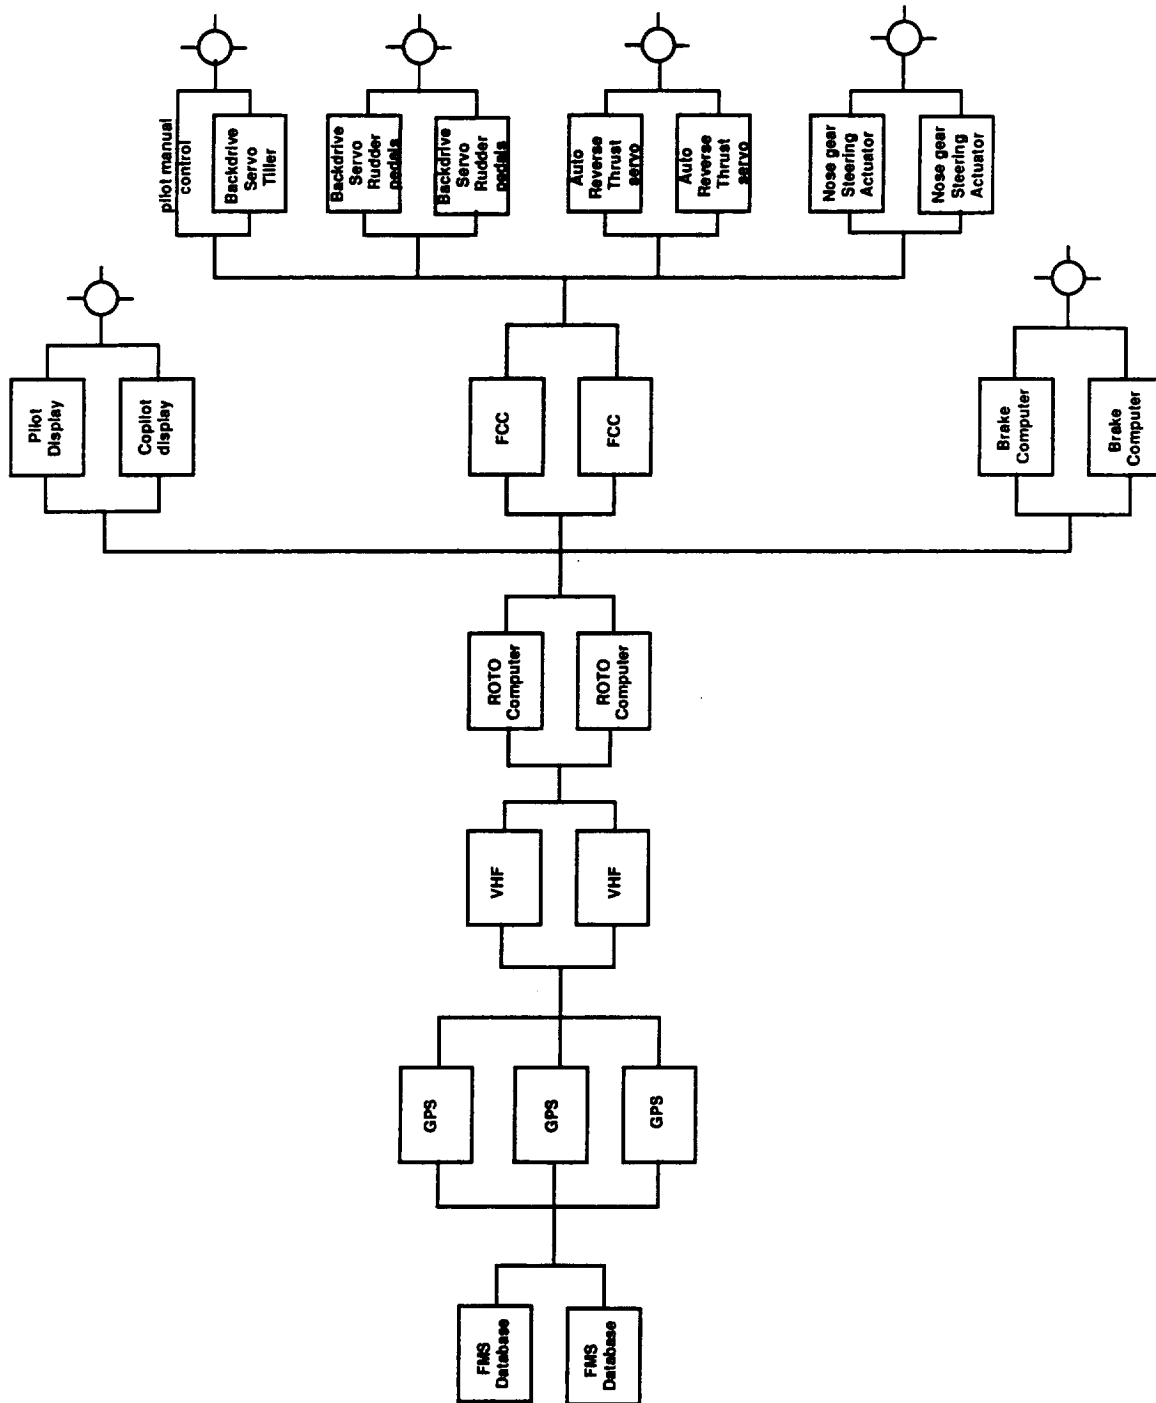 FMS
Database
FMS
Database
GPS
GPS
GPS
VHF
VHF
ROTO
Computer
ROTO
Computer
Pilot
Display
Copilot
display
FCC
FCC
Brake
Computer
Brake
Computer
pilot manual
control
Backdrive
Servo
Tiller
Backdrive
Servo
Rudder
pedals
Backdrive
Servo
Rudder
pedals
Auto
Reverse
Thrust
servo
Auto
Reverse
Thrust
servo
Nose gear
Steering
Actuator
Nose gear
Steering
Actuator